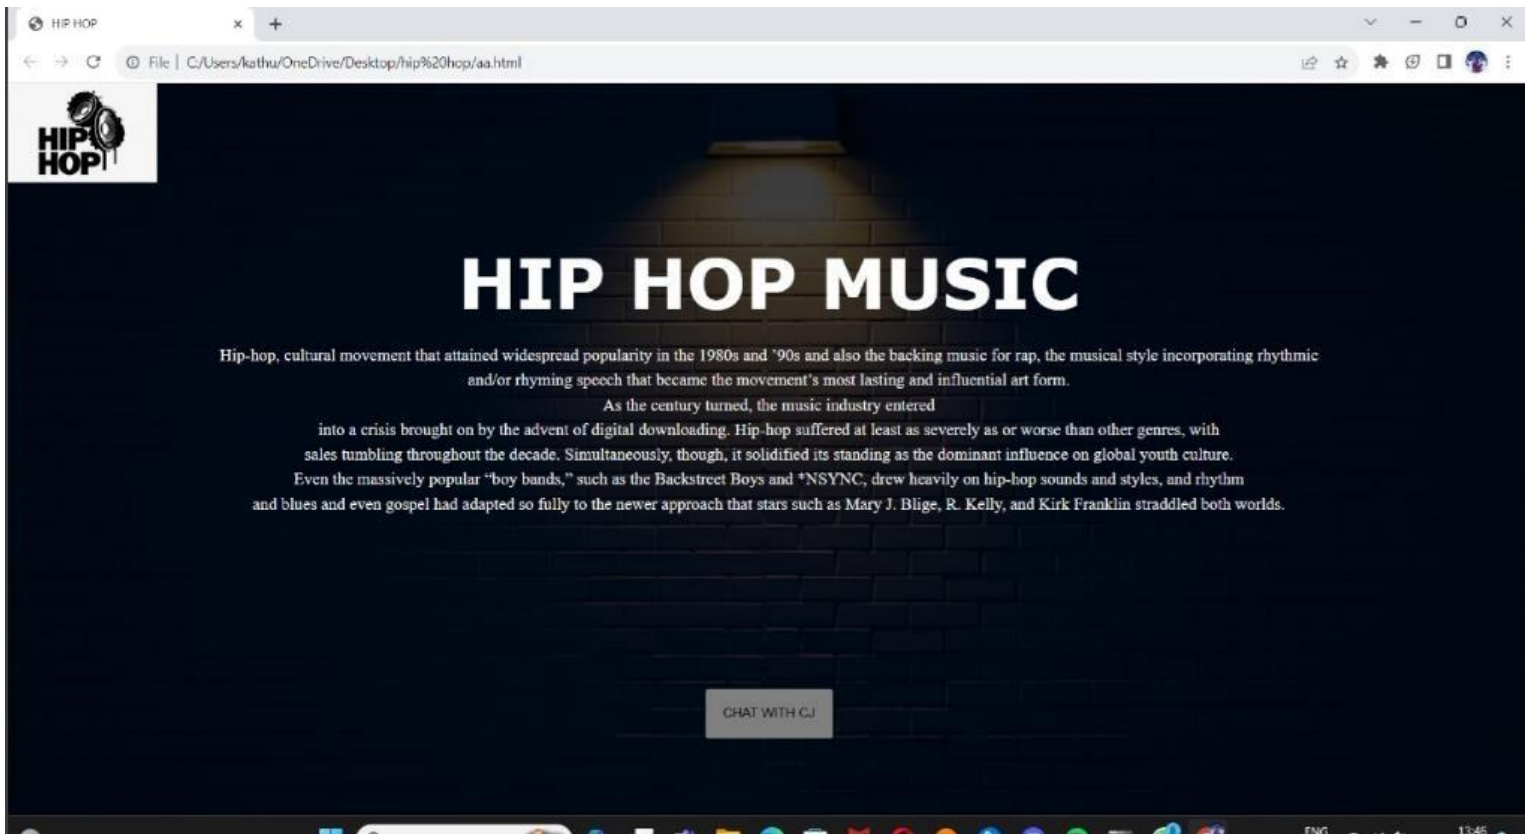 HIP HOP
File | C:/Users/kathu/OneDrive/Desktop/hip%20hop/aa.html
HIP
HOP
HIP HOP MUSIC
Hip-hop, cultural movement that attained widespread popularity in the 1980s and ’90s and also the backing music for rap, the musical style incorporating rhythmic
and/or rhyming speech that became the movement’s most lasting and influential art form.
As the century turned, the music industry entered
into a crisis brought on by the advent of digital downloading. Hip-hop suffered at least as severely as or worse than other genres, with
sales tumbling throughout the decade. Simultaneously, though, it solidified its standing as the dominant influence on global youth culture.
Even the massively popular “boy bands,” such as the Backstreet Boys and *NSYNC, drew heavily on hip-hop sounds and styles, and rhythm
and blues and even gospel had adapted so fully to the newer approach that stars such as Mary J. Blige, R. Kelly, and Kirk Franklin straddled both worlds.
CHAT WITH CJ
ENG 13:46